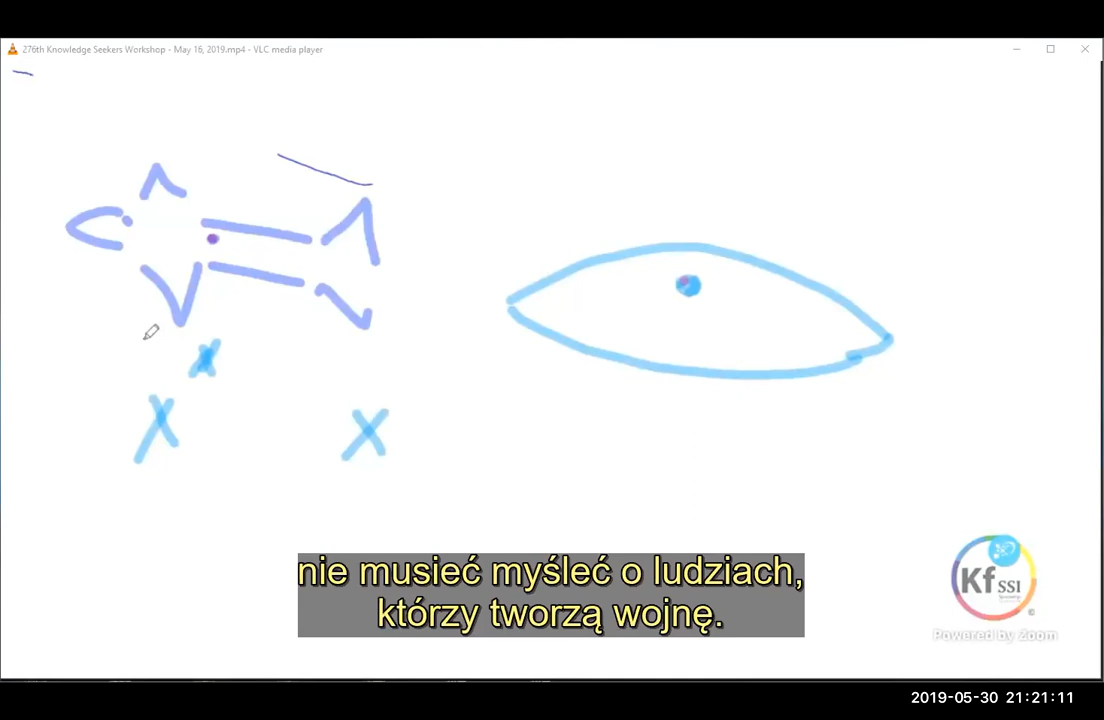 276th Knowledge Seekers Workshop - May 16, 2019.mp4 - VLC media player
X
X
X
nie musieć myśleć o ludziach,
którzy tworzą wojnę.
Kf SSI
Powered by Zoom
2019-05-30 21:21:11